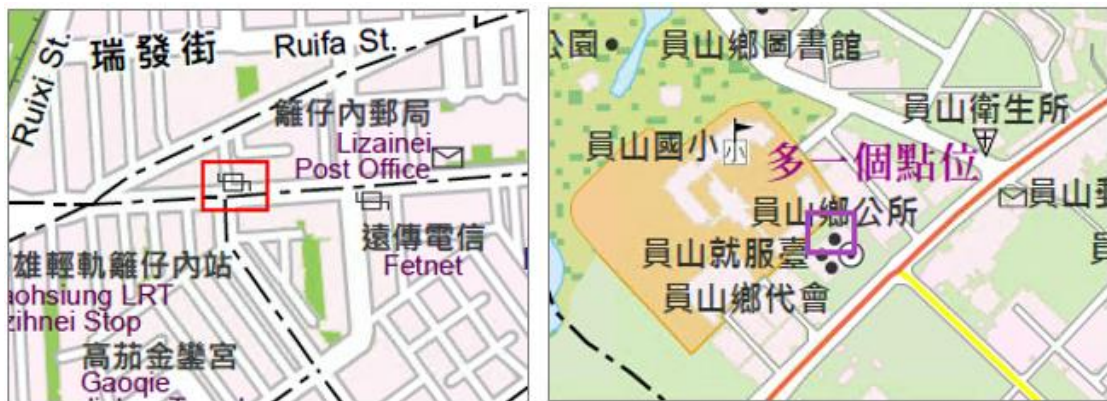 Ruixi St.
瑞發街
Ruifa St.
籬仔內郵局
Lizainei
Post Office
遠傳電信
Fetnet
雄輕軌籬仔內站
aohsiung LRT
zihnei Stop
高茄金鑾宮
Gaoqie
公園
員山鄉圖書館
員山衛生所
員山國小
小
多一個點位
員山鄉公所
員山就服臺
員山鄉代會
員山郵